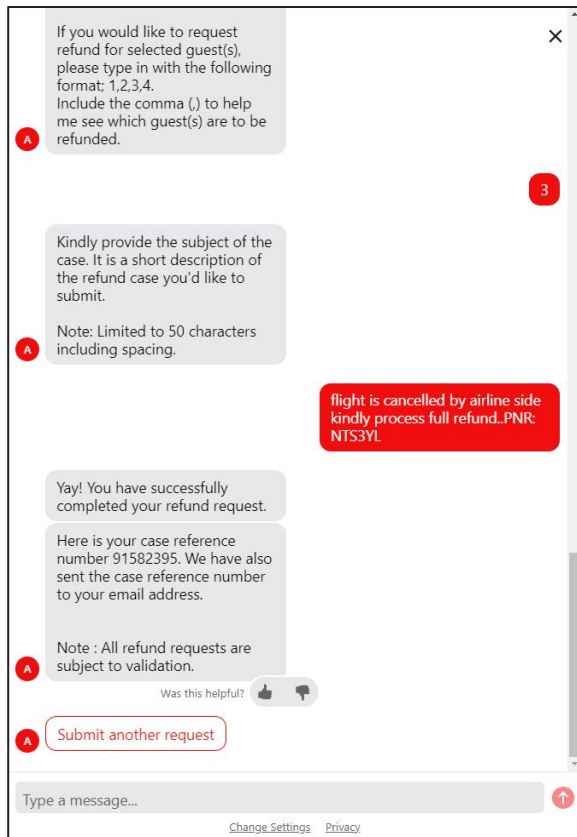 If you would like to request
refund for selected guest(s),
please type in with the following
format; 1,2,3,4.
Include the comma (,) to help
me see which guest(s) are to be
refunded.
A
3
Kindly provide the subject of the
case. It is a short description of
the refund case you'd like to
submit.
Note: Limited to 50 characters
including spacing.
A
flight is cancelled by airline side
kindly process full refund..PNR:
NTS3YL
Yay! You have successfully
completed your refund request.
Here is your case reference
number 91582395. We have also
sent the case reference number
to your email address.
Note : All refund requests are
subject to validation.
A
Was this helpful?
A
Submit another request
Type a message...
Change Settings Privacy